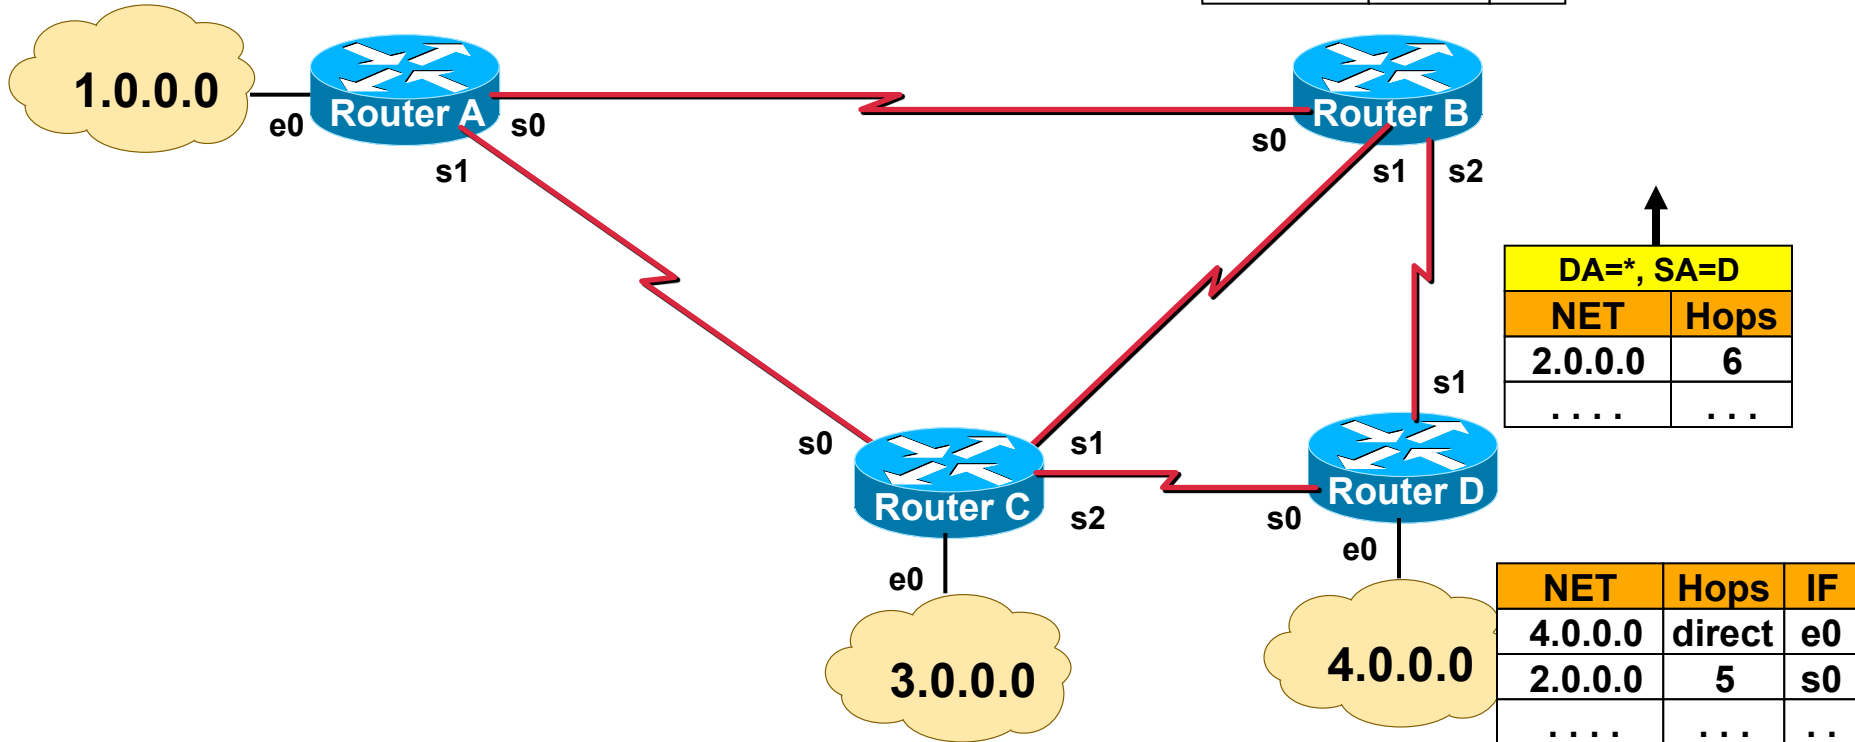 1.0.0.0
e0
Router A
s0
s1
Router B
s0
s1
s2
DA=*, SA=D
NET Hops
2.0.0.0 6
. . . . . . .
s1
s0
s1
Router C
s2
s0
Router D
e0
e0
3.0.0.0
4.0.0.0
NET Hops IF
4.0.0.0 direct e0
2.0.0.0 5 s0
. . . . . . . . .